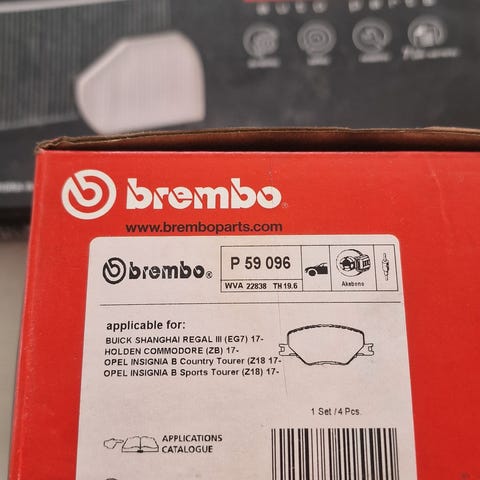 auto parts
brembo
www.bremboparts.com
brembo®
P 59 096
WVA 22838 TH 19.6
Akebono
applicable for:
BUICK SHANGHAI REGAL III (EG7) 17-
HOLDEN COMMODORE (ZB) 17-
OPEL INSIGNIA B Country Tourer (Z18 17-
OPEL INSIGNIA B Sports Tourer (Z18) 17-
1 Set / 4 Pcs.
APPLICATIONS
CATALOGUE